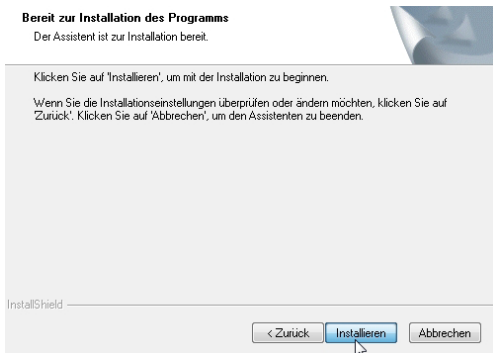 Bereit zur Installation des Programms
Der Assistent ist zur Installation bereit.
Klicken Sie auf 'Installieren', um mit der Installation zu beginnen.
Wenn Sie die Installationseinstellungen überprüfen oder ändern möchten, klicken Sie auf
'Zurück'. Klicken Sie auf 'Abbrechen', um den Assistenten zu beenden.
InstallShield
< Zurück Installieren Abbrechen